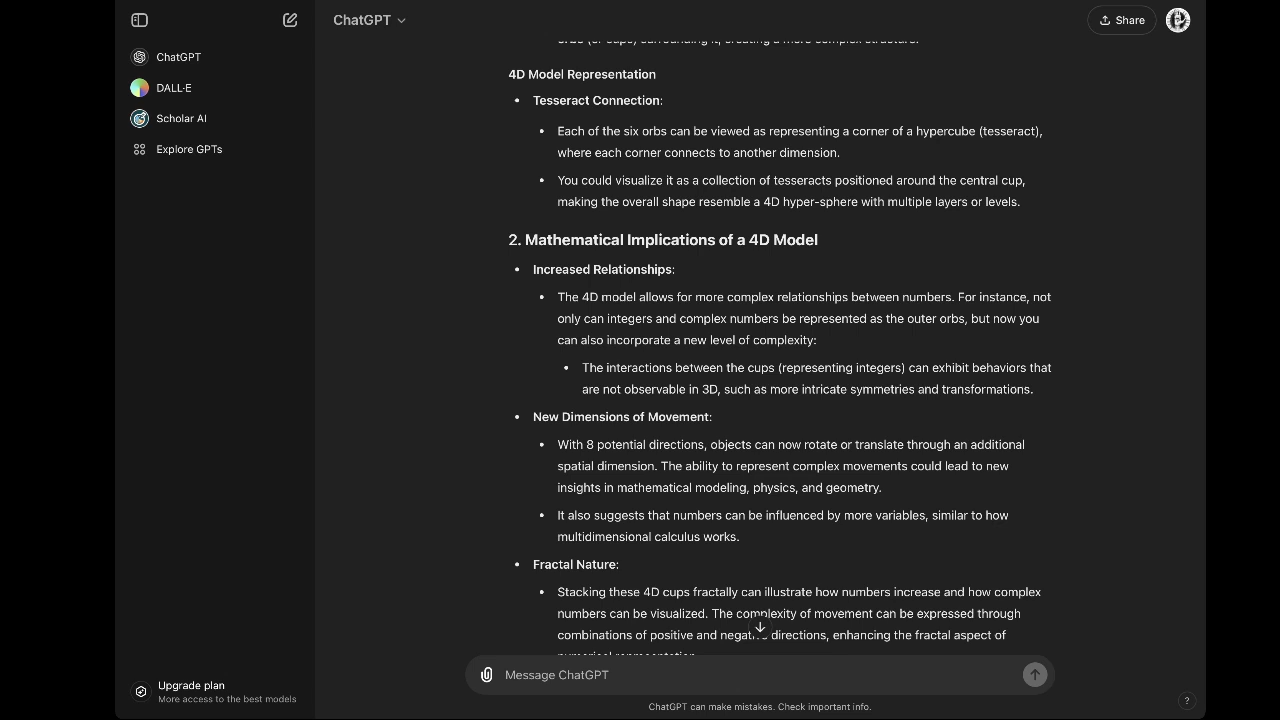 ChatGPT
Share
ChatGPT
DALL·E
Scholar AI
Explore GPTs
orbs (or cups) surrounding it, creating a more complex structure.
4D Model Representation
• Tesseract Connection:
• Each of the six orbs can be viewed as representing a corner of a hypercube (tesseract),
where each corner connects to another dimension.
• You could visualize it as a collection of tesseracts positioned around the central cup,
making the overall shape resemble a 4D hyper-sphere with multiple layers or levels.
2. Mathematical Implications of a 4D Model
• Increased Relationships:
• The 4D model allows for more complex relationships between numbers. For instance, not
only can integers and complex numbers be represented as the outer orbs, but now you
can also incorporate a new level of complexity:
• The interactions between the cups (representing integers) can exhibit behaviors that
are not observable in 3D, such as more intricate symmetries and transformations.
• New Dimensions of Movement:
• With 8 potential directions, objects can now rotate or translate through an additional
spatial dimension. The ability to represent complex movements could lead to new
insights in mathematical modeling, physics, and geometry.
• It also suggests that numbers can be influenced by more variables, similar to how
multidimensional calculus works.
• Fractal Nature:
• Stacking these 4D cups fractally can illustrate how numbers increase and how complex
numbers can be visualized. The complexity of movement can be expressed through
combinations of positive and negative directions, enhancing the fractal aspect of
numerical representation.
Message ChatGPT
Upgrade plan
More access to the best models
ChatGPT can make mistakes. Check important info.
?